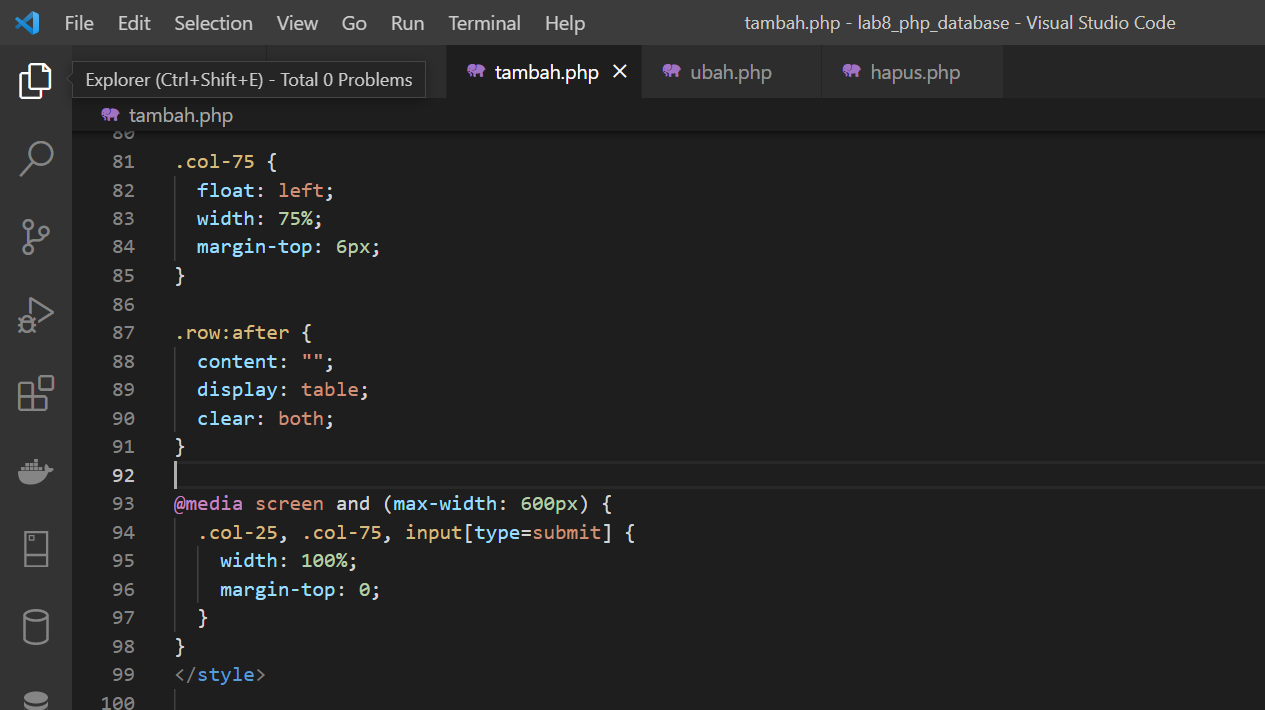 File Edit Selection View Go Run Terminal Help tambah.php - lab8_php_database - Visual Studio Code
Explorer (Ctrl+Shift+E) - Total 0 Problems tambah.php ubah.php hapus.php
tambah.php
80
81 .col-75 {
82 float: left;
83 width: 75%;
84 margin-top: 6px;
85 }
86
87 .row:after {
88 content: "";
89 display: table;
90 clear: both;
91 }
92
93 @media screen and (max-width: 600px) {
94 .col-25, .col-75, input[type=submit] {
95 width: 100%;
96 margin-top: 0;
97 }
98 }
99 </style>
100